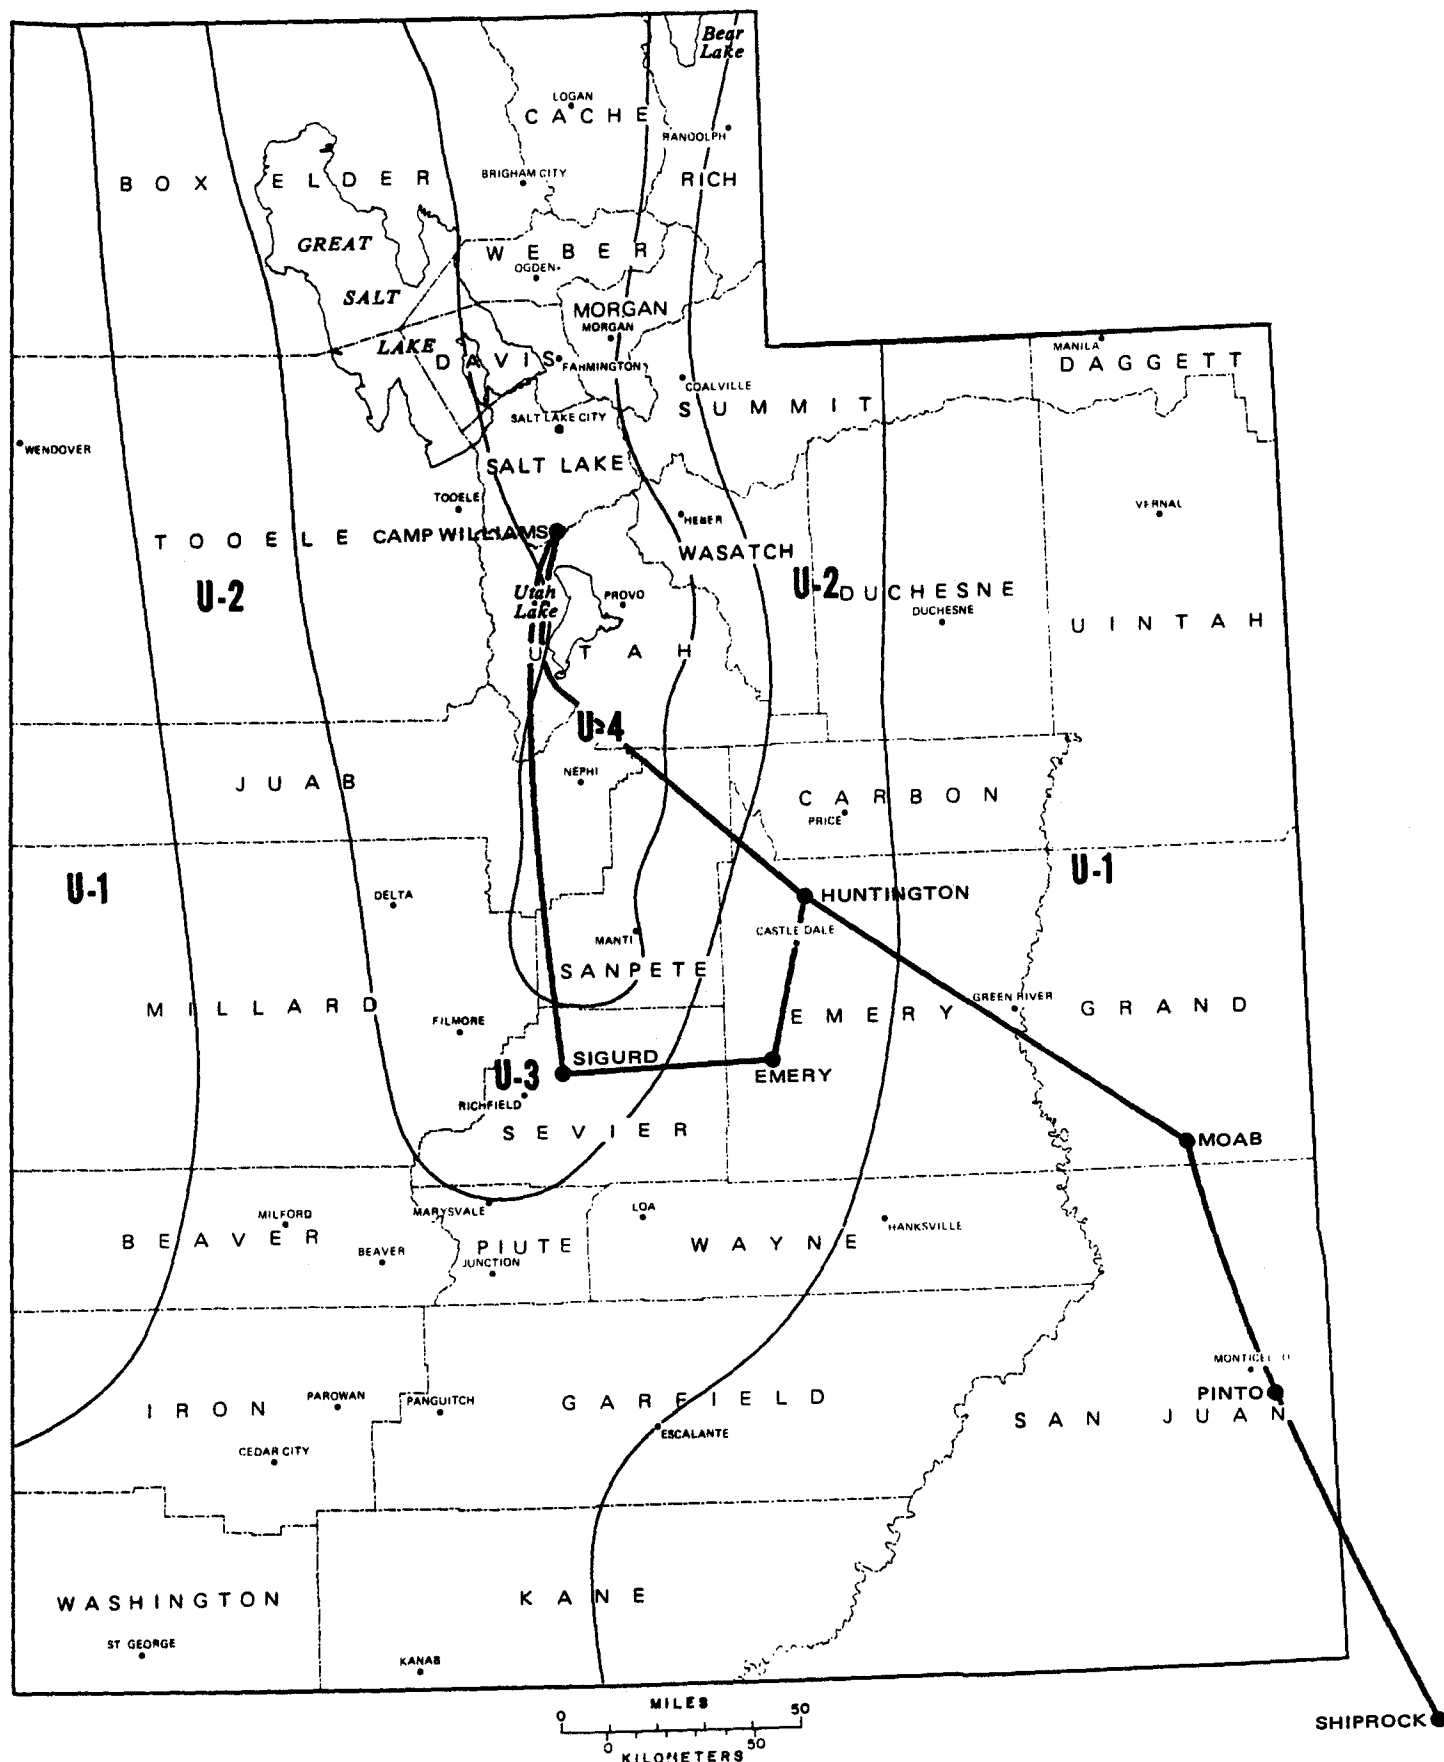 Bear
Lake
LOGAN
CACHE
RANDOLPH
BOX ELDER
BRIGHAM CITY
RICH
GREAT
WEBER
OGDEN
SALT
MORGAN
MORGAN
LAKE
DAVIS
FARMINGTON
MANILA
DAGGETT
COALVILLE
SUMMIT
SALT LAKE CITY
WENDOVER
SALT LAKE
TOOELE
HEBER
VERNAL
TOOELE
CAMP WILLIAMS
WASATCH
U-2
Utah
Lake
PROVO
U-2
DUCHESNE
DUCHESNE
UINTAH
UTAH
U-4
JUAB
NEPHI
CARBON
PRICE
U-1
DELTA
HUNTINGTON
U-1
CASTLE DALE
MANTI
SANPETE
MILLARD
GREEN RIVER
FILMORE
EMERY
GRAND
U-3
SIGURD
EMERY
RICHFIELD
SEVIER
MOAB
MARYSVALE
LOA
MILFORD
HANKSVILLE
BEAVER
BEAVER
PIUTE
WAYNE
JUNCTION
PAROWAN
PANGUITCH
IRON
GARFIELD
PINTO
SAN JUAN
ESCALANTE
CEDAR CITY
WASHINGTON
KANE
ST GEORGE
KANAB
MILES
0 50
0 50
KILOMETERS
SHIPROCK